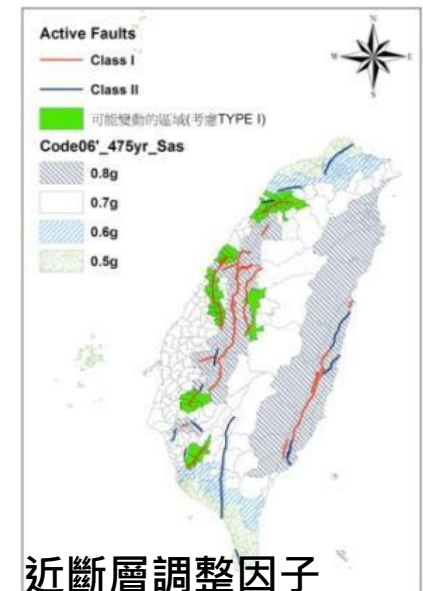 Active Faults
Class I
Class II
可能變動的區域(考慮TYPE I)
Code06'_475yr_Sas
0.8g
0.7g
0.6g
0.5g
N
W
E
S
近斷層調整因子